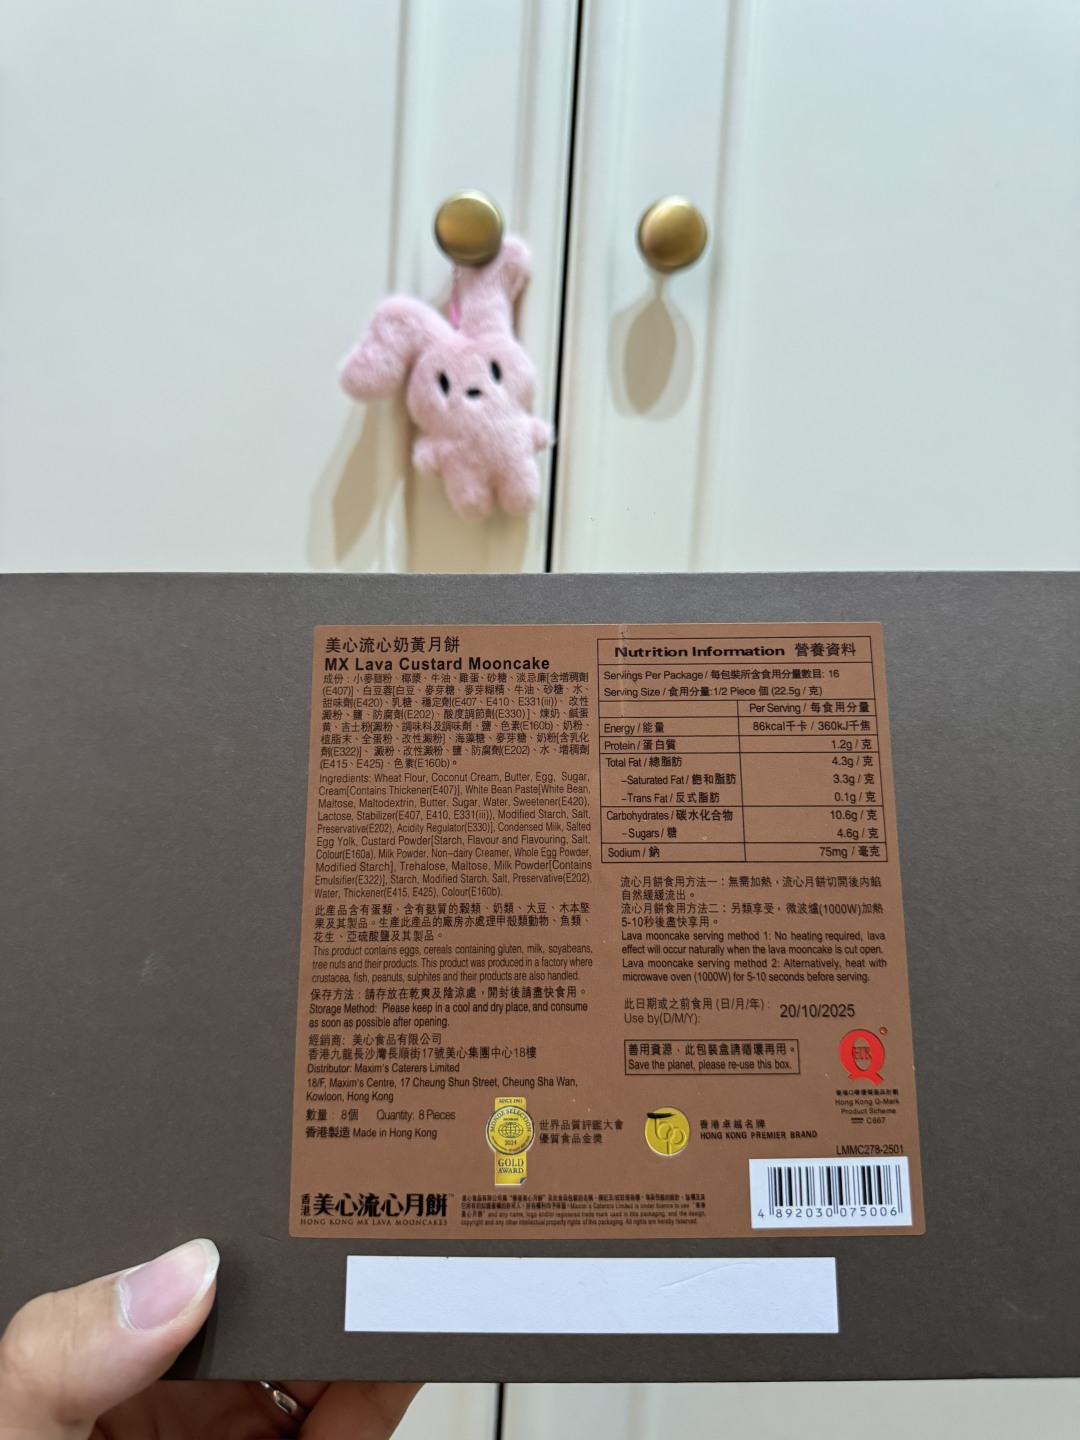 美心流心奶黃月餅
MX Lava Custard Mooncake
成份：小麥麵粉、椰漿、牛油、雞蛋、砂糖、淡忌廉[含增稠劑
(E407)]、白豆蓉[白豆、麥芽糖、麥芽糊精、牛油、砂糖、水、
甜味劑(E420)、乳糖、穩定劑(E407、E410、E331(iii))、改性
澱粉、鹽、防腐劑(E202)、酸度調節劑(E330)]、煉奶、鹹蛋
黃、吉士粉[澱粉、調味料及調味劑、鹽、色素(E160b)、奶粉、
植脂末、全蛋粉、改性澱粉]、海藻糖、麥芽糖、奶粉[含乳化
劑(E322)]、澱粉、改性澱粉、鹽、防腐劑(E202)、水、增稠劑
(E415、E425)、色素(E160b)。
Ingredients: Wheat Flour, Coconut Cream, Butter, Egg, Sugar,
Cream[Contains Thickener(E407)], White Bean Paste[White Bean,
Maltose, Maltodextrin, Butter, Sugar, Water, Sweetener(E420),
Lactose, Stabilizer(E407, E410, E331(iii)), Modified Starch, Salt,
Preservative(E202), Acidity Regulator(E330)], Condensed Milk, Salted
Egg Yolk, Custard Powder[Starch, Flavour and Flavouring, Salt,
Colour(E160a), Milk Powder, Non-dairy Creamer, Whole Egg Powder,
Modified Starch], Trehalose, Maltose, Milk Powder[Contains
Emulsifier(E322)], Starch, Modified Starch, Salt, Preservative(E202),
Water, Thickener(E415, E425), Colour(E160b).
此產品含有蛋類、含有麩質的穀類、奶類、大豆、木本堅
果及其製品。生產此產品的廠房亦處理甲殼類動物、魚類、
花生、亞硫酸鹽及其製品。
This product contains eggs, cereals containing gluten, milk, soyabeans,
tree nuts and their products. This product was produced in a factory where
crustacea, fish, peanuts, sulphites and their products are also handled.
保存方法：請存放在乾爽及陰涼處，開封後請盡快食用。
Storage Method: Please keep in a cool and dry place, and consume
as soon as possible after opening.
經銷商：美心食品有限公司
香港九龍長沙灣長順街17號美心集團中心18樓
Distributor: Maxim's Caterers Limited
18/F, Maxim's Centre, 17 Cheung Shun Street, Cheung Sha Wan,
Kowloon, Hong Kong
數量：8個 Quantity: 8 Pieces
香港製造 Made in Hong Kong
Nutrition Information 營養資料
Servings Per Package / 每包裝所含食用分量數目: 16
Serving Size / 食用分量:1/2 Piece 個 (22.5g / 克)
Per Serving / 每食用分量
Energy / 能量 86kcal千卡 / 360kJ千焦
Protein / 蛋白質 1.2g / 克
Total Fat / 總脂肪 4.3g / 克
–Saturated Fat / 飽和脂肪 3.3g / 克
–Trans Fat / 反式脂肪 0.1g / 克
Carbohydrates / 碳水化合物 10.6g / 克
–Sugars / 糖 4.6g / 克
Sodium / 鈉 75mg / 毫克
流心月餅食用方法一：無需加熱，流心月餅切開後內餡
自然緩緩流出。
流心月餅食用方法二：另類享受，微波爐(1000W)加熱
5-10秒後盡快享用。
Lava mooncake serving method 1: No heating required, lava
effect will occur naturally when the lava mooncake is cut open.
Lava mooncake serving method 2: Alternatively, heat with
microwave oven (1000W) for 5-10 seconds before serving.
此日期或之前食用 (日/月/年)：
Use by(D/M/Y): 20/10/2025
善用資源，此包裝盒請循環再用。
Save the planet, please re-use this box.
HK
香港Q嘜優質產品計劃
Hong Kong Q-Mark
Product Scheme
C667
SINCE 1961
MONDE SELECTION
2024
GOLD
AWARD
世界品質評鑑大會
優質食品金獎
top
香港卓越名牌
HONG KONG PREMIER BRAND
LMMC278-2501
4 892030 075006
香港 美心流心月餅
HONG KONG MX LAVA MOONCAKES
copyright and any other intellectual property rights of this packaging. All rights are hereby reserved.